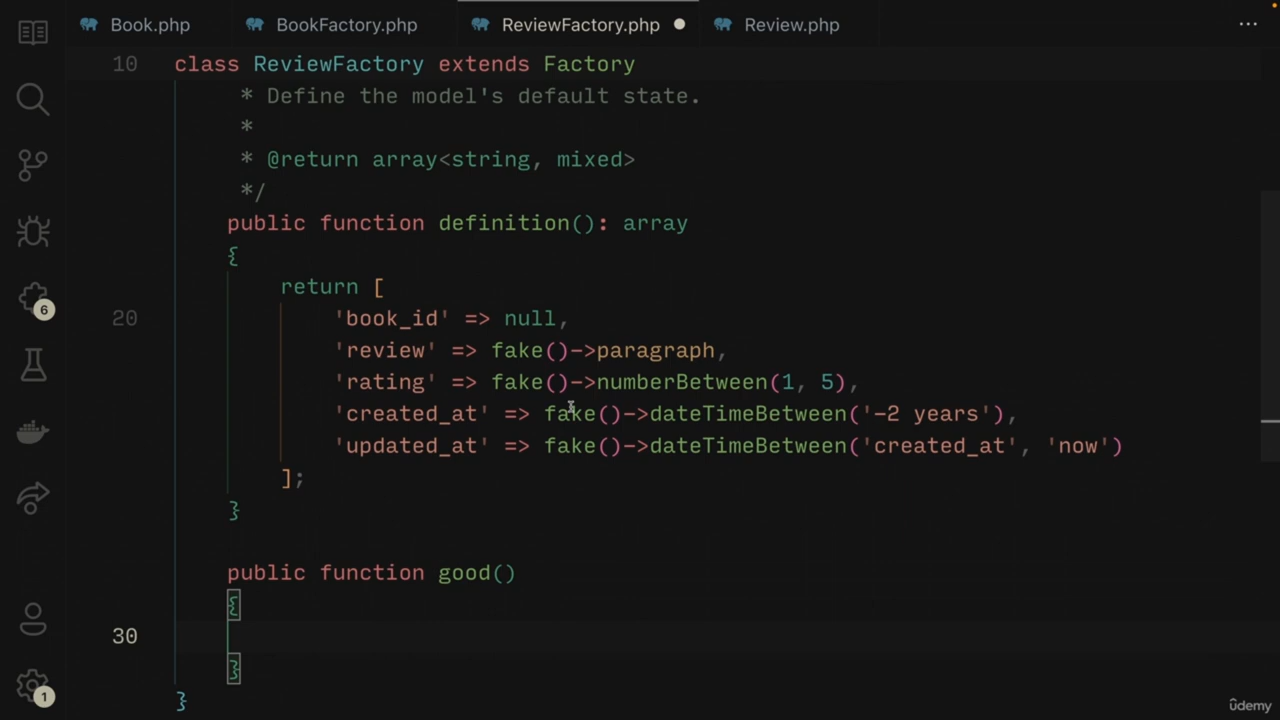 Book.php BookFactory.php ReviewFactory.php Review.php ...
10 class ReviewFactory extends Factory
* Define the model's default state.
*
* @return array<string, mixed>
*/
public function definition(): array
{
return [
20 'book_id' => null,
'review' => fake()->paragraph,
'rating' => fake()->numberBetween(1, 5),
'created_at' => fake()->dateTimeBetween('-2 years'),
'updated_at' => fake()->dateTimeBetween('created_at', 'now')
];
}
public function good()
{
30
}
}
6
1
ûdemy